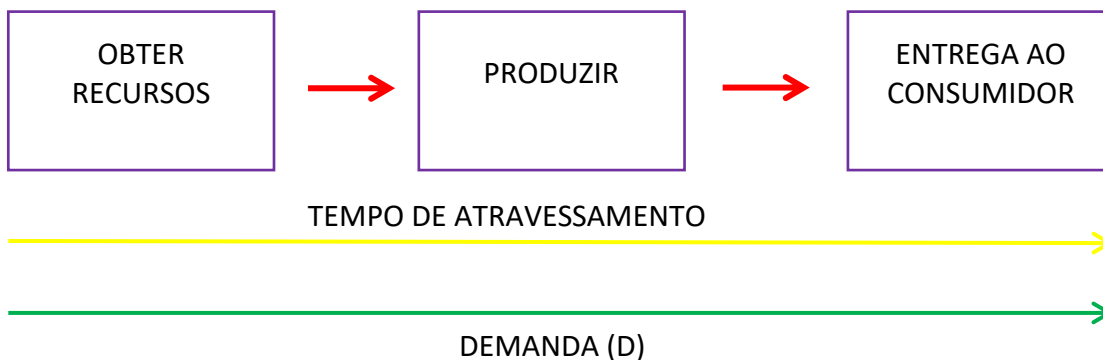 OBTER
RECURSOS
PRODUZIR
ENTREGA AO
CONSUMIDOR
TEMPO DE ATRAVESSAMENTO
DEMANDA (D)